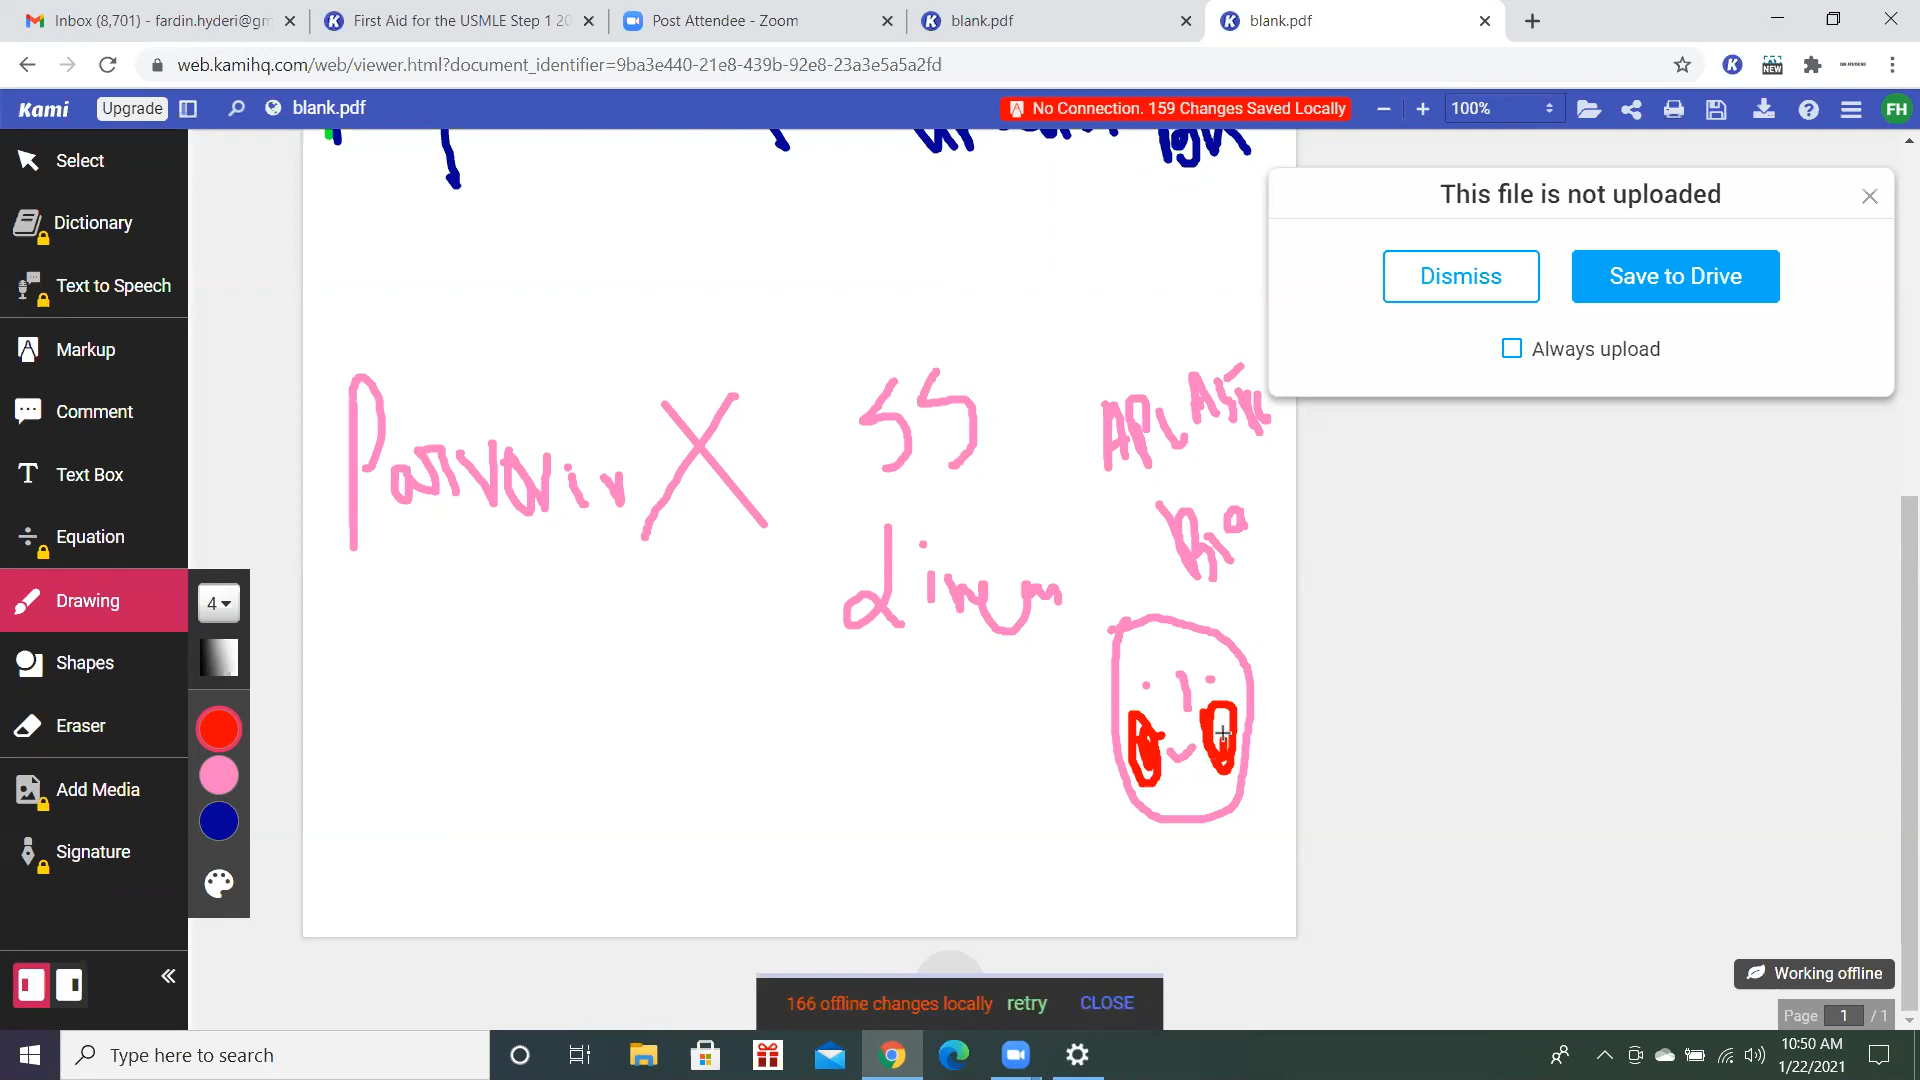 Inbox (8,701) - fardin.hyderi@gm
First Aid for the USMLE Step 1 20
Post Attendee - Zoom
blank.pdf
blank.pdf
web.kamihq.com/web/viewer.html?document_identifier=9ba3e440-21e8-439b-92e8-23a3e5a5a2fd
NEW
Kami
Upgrade
blank.pdf
No Connection. 159 Changes Saved Locally
100%
FH
Select
Dictionary
Text to Speech
Markup
Comment
Text Box
Equation
Drawing
Shapes
Eraser
Add Media
Signature
4
This file is not uploaded
Dismiss
Save to Drive
Always upload
SS
166 offline changes locally retry CLOSE
Working offline
Page 1 / 1
Type here to search
10:50 AM
1/22/2021